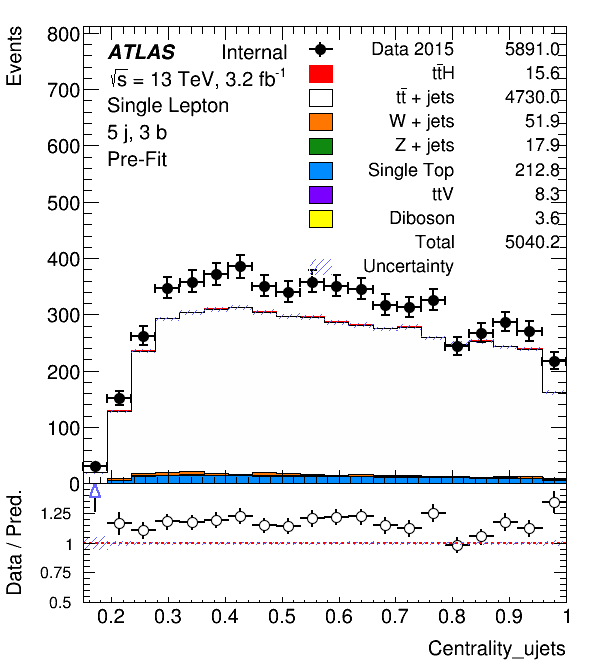 Events
800
700
600
500
400
300
200
100
0
ATLAS Internal
√s = 13 TeV, 3.2 fb-1
Single Lepton
5 j, 3 b
Pre-Fit
Data 2015 5891.0
tt̄H 15.6
tt̄ + jets 4730.0
W + jets 51.9
Z + jets 17.9
Single Top 212.8
ttV 8.3
Diboson 3.6
Total 5040.2
Uncertainty
Data / Pred.
1.25
1
0.75
0.5
0.2 0.3 0.4 0.5 0.6 0.7 0.8 0.9 1
Centrality_ujets